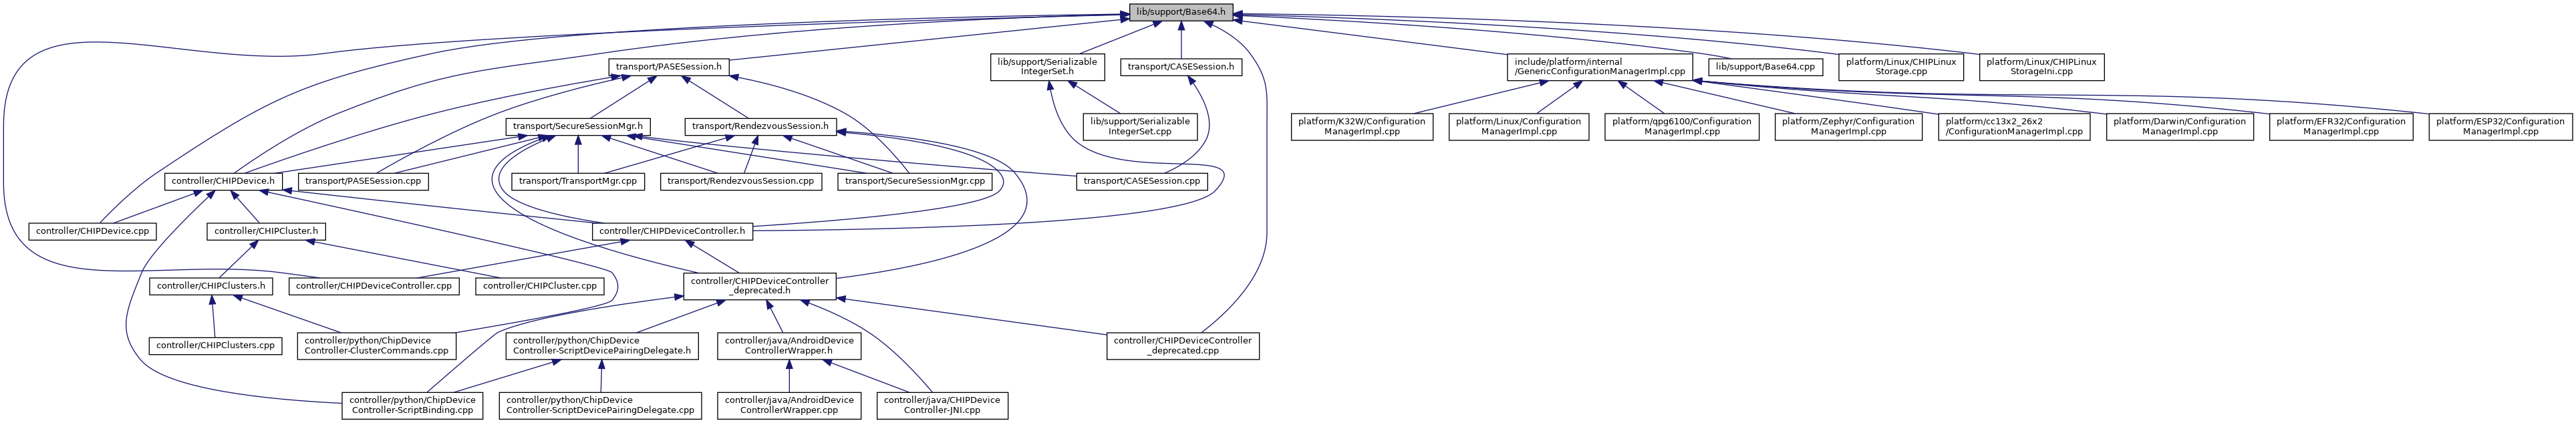 lib/support/Base64.h
transport/PASESession.h
lib/support/Serializable
IntegerSet.h
transport/CASESession.h
include/platform/internal
/GenericConfigurationManagerImpl.cpp
lib/support/Base64.cpp
platform/Linux/CHIPLinux
Storage.cpp
platform/Linux/CHIPLinux
StorageIni.cpp
transport/SecureSessionMgr.h
transport/RendezvousSession.h
lib/support/Serializable
IntegerSet.cpp
platform/K32W/Configuration
ManagerImpl.cpp
platform/Linux/Configuration
ManagerImpl.cpp
platform/qpg6100/Configuration
ManagerImpl.cpp
platform/Zephyr/Configuration
ManagerImpl.cpp
platform/cc13x2_26x2
/ConfigurationManagerImpl.cpp
platform/Darwin/Configuration
ManagerImpl.cpp
platform/EFR32/Configuration
ManagerImpl.cpp
platform/ESP32/Configuration
ManagerImpl.cpp
controller/CHIPDevice.h
transport/PASESession.cpp
transport/TransportMgr.cpp
transport/RendezvousSession.cpp
transport/SecureSessionMgr.cpp
transport/CASESession.cpp
controller/CHIPDevice.cpp
controller/CHIPCluster.h
controller/CHIPDeviceController.h
controller/CHIPClusters.h
controller/CHIPDeviceController.cpp
controller/CHIPCluster.cpp
controller/CHIPDeviceController
_deprecated.h
controller/CHIPClusters.cpp
controller/python/ChipDevice
Controller-ClusterCommands.cpp
controller/python/ChipDevice
Controller-ScriptDevicePairingDelegate.h
controller/java/AndroidDevice
ControllerWrapper.h
controller/CHIPDeviceController
_deprecated.cpp
controller/python/ChipDevice
Controller-ScriptBinding.cpp
controller/python/ChipDevice
Controller-ScriptDevicePairingDelegate.cpp
controller/java/AndroidDevice
ControllerWrapper.cpp
controller/java/CHIPDevice
Controller-JNI.cpp